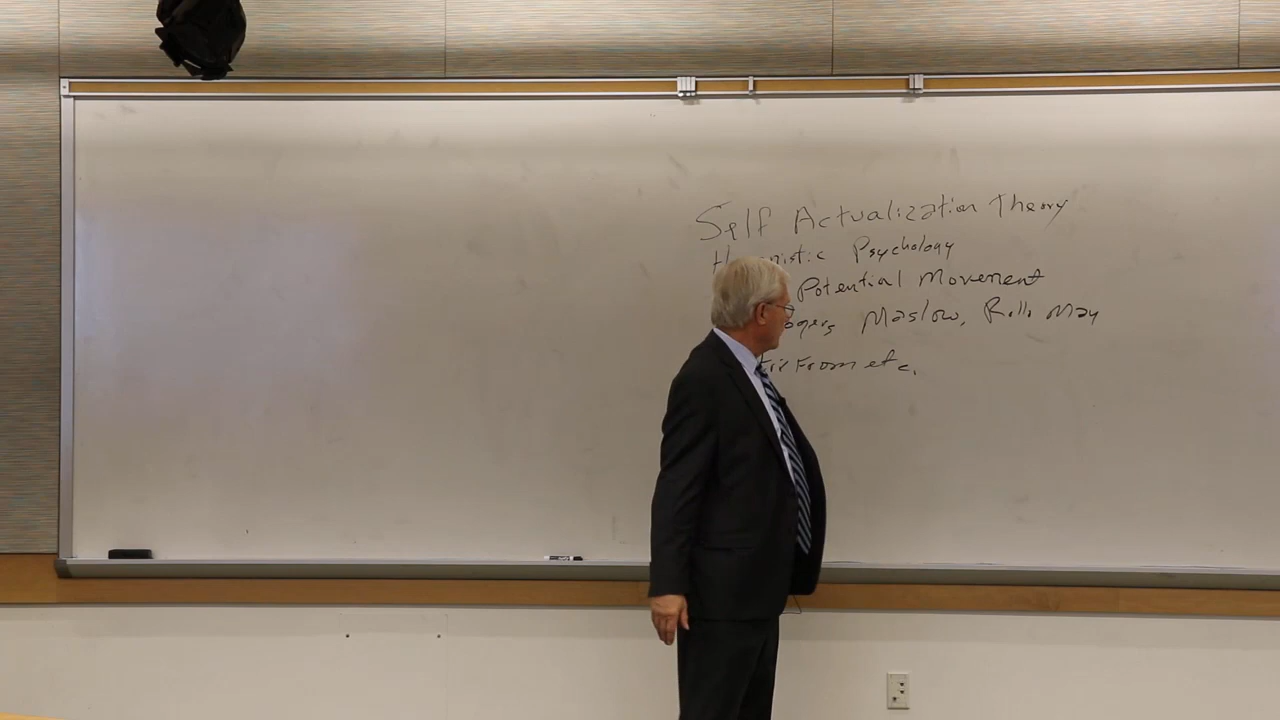 Self Actualization Theory
Psychology
Potential Movement
Maslow, Rollo May
From etc.